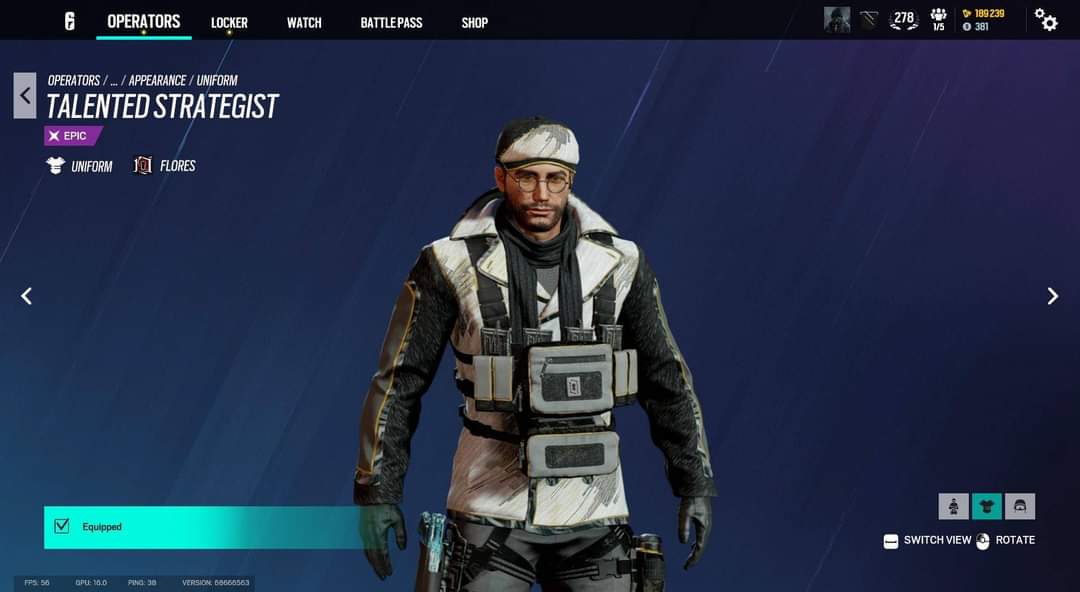 OPERATORS
LOCKER
WATCH
BATTLE PASS
SHOP
278
1/5
189 239
381
OPERATORS / ... / APPEARANCE / UNIFORM
TALENTED STRATEGIST
EPIC
UNIFORM
FLORES
Equipped
SWITCH VIEW
ROTATE
FPS: 56 GPU: 16.0 PING: 38 VERSION: 68668563